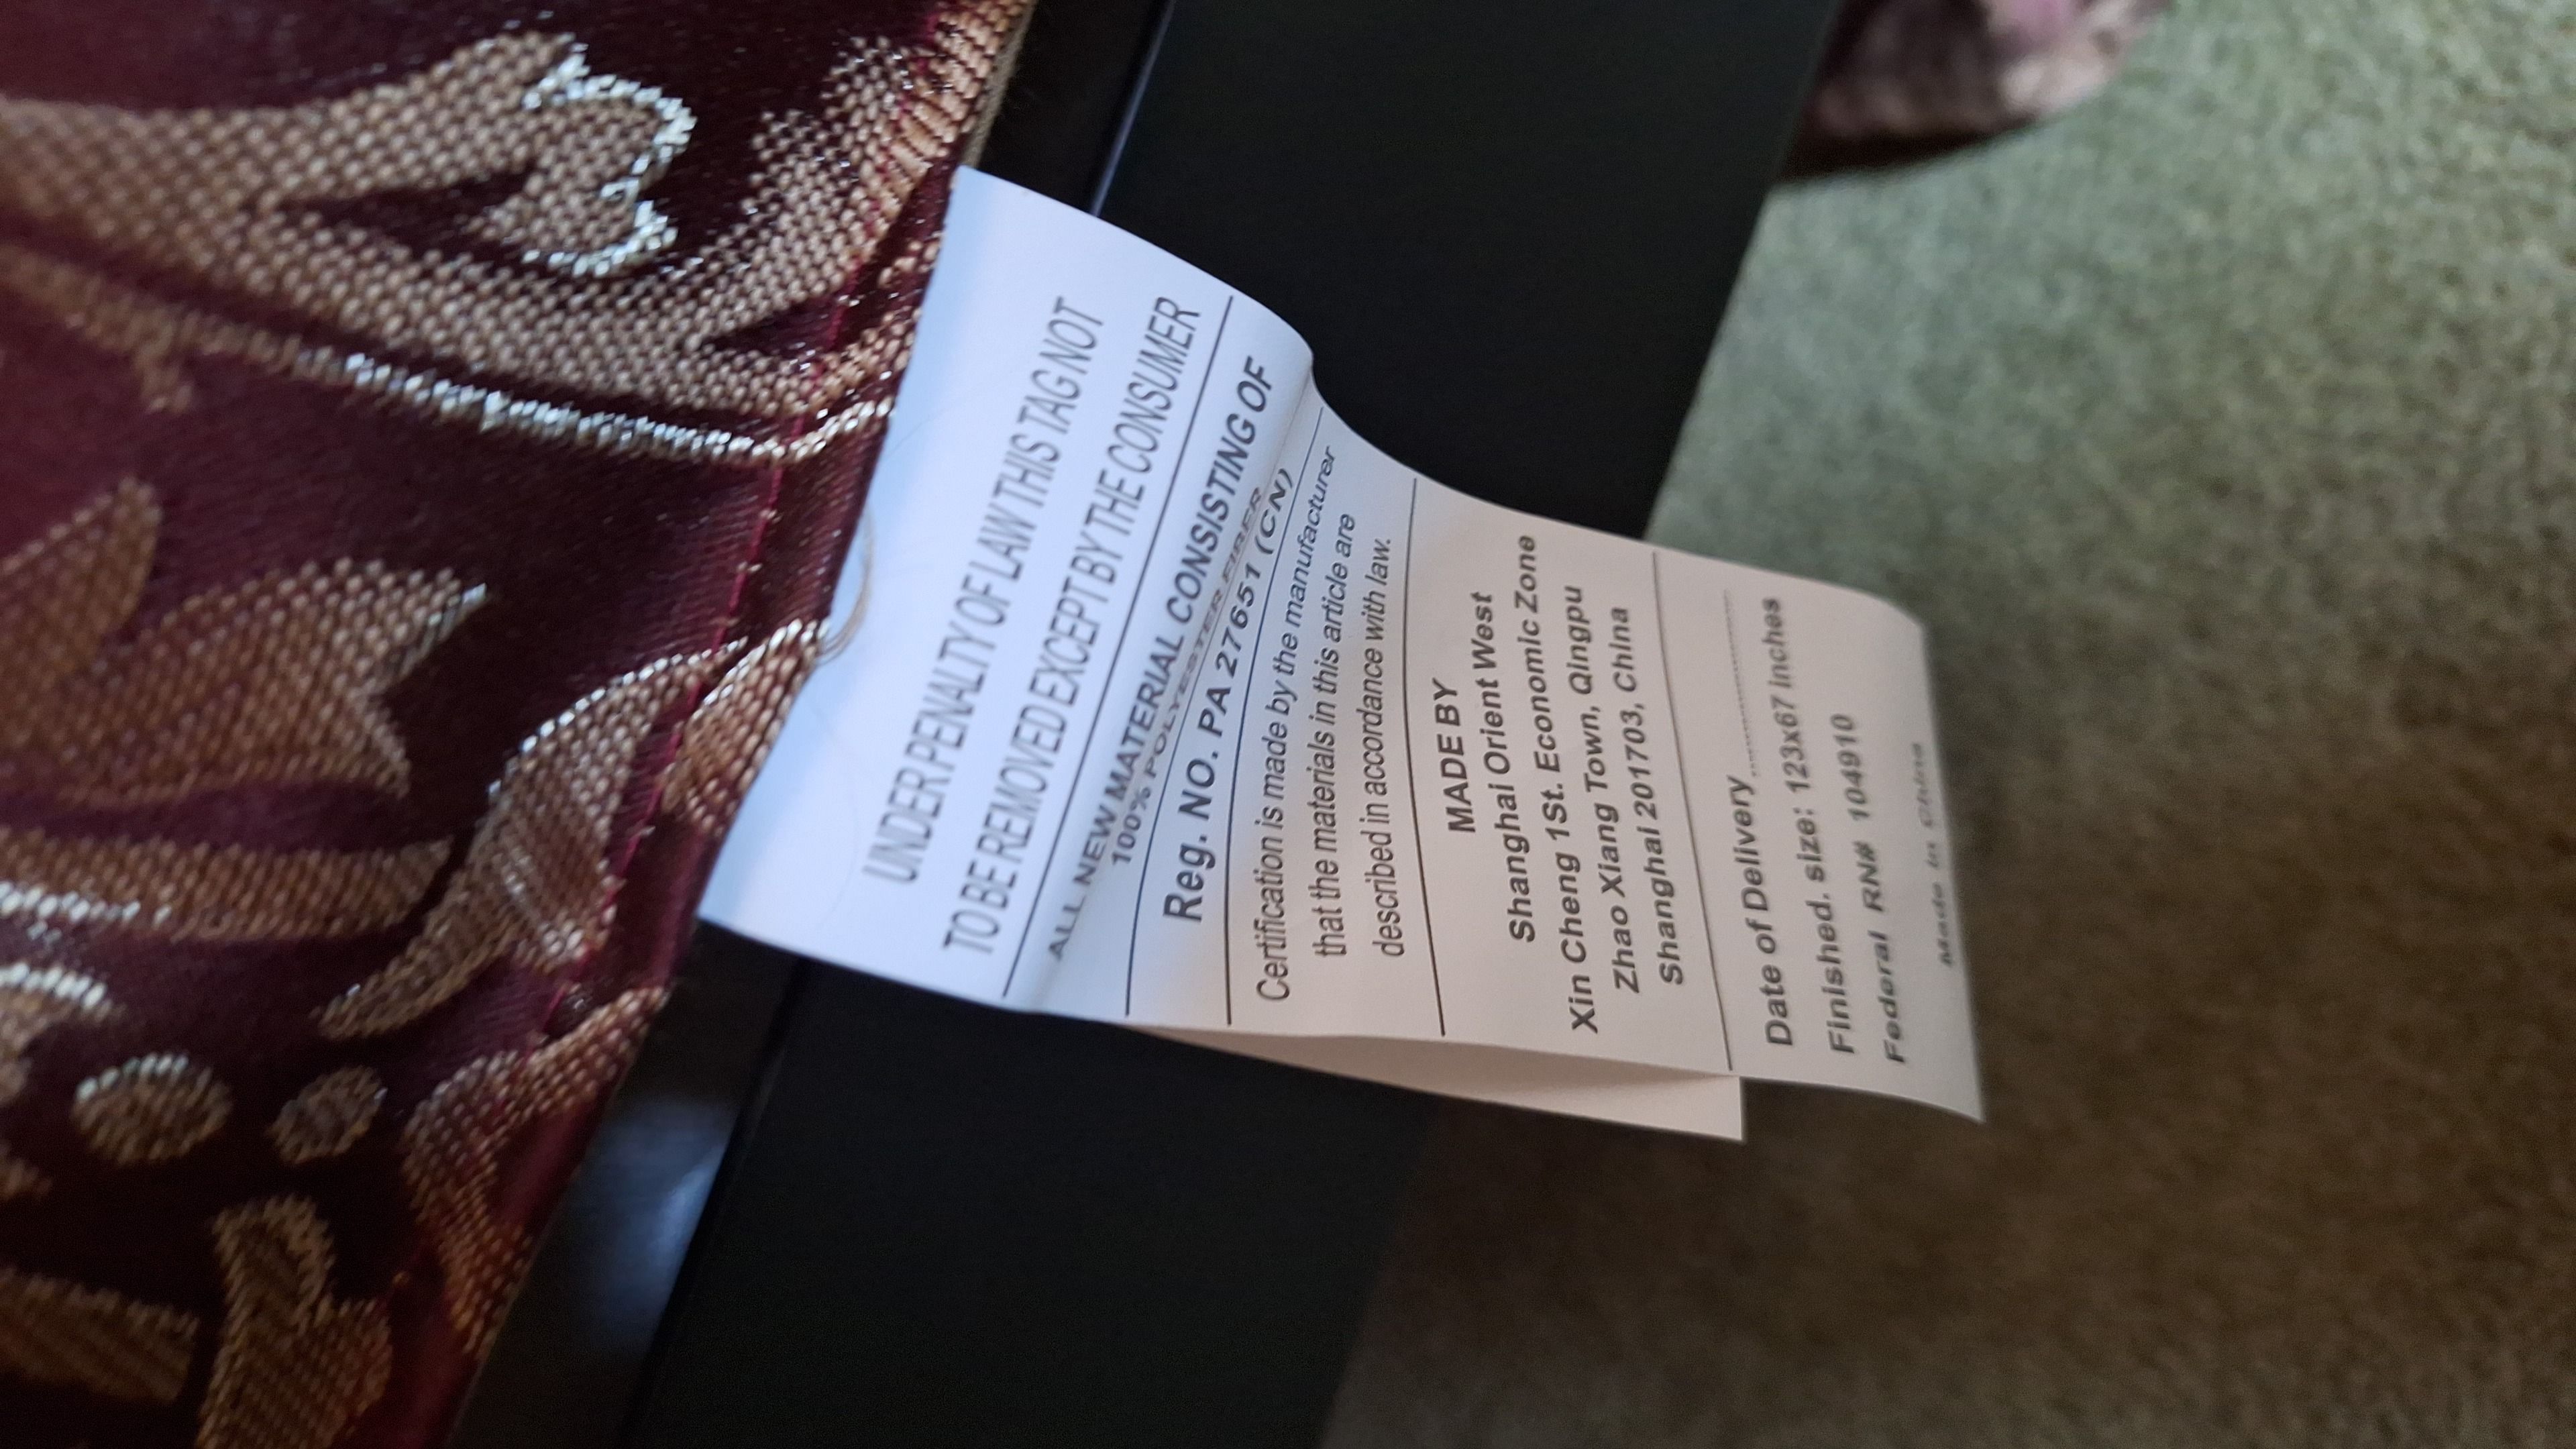 UNDER PENALTY OF LAW THIS TAG NOT
TO BE REMOVED EXCEPT BY THE CONSUMER
ALL NEW MATERIAL CONSISTING OF
100% POLYESTER FIBER
Reg. NO. PA 27651 (CN)
Certification is made by the manufacturer
that the materials in this article are
described in accordance with law.
MADE BY
Shanghai Orient West
Xin Cheng 1St. Economic Zone
Zhao Xiang Town, Qingpu
Shanghai 201703, China
Date of Delivery....................
Finished. size: 123x67 inches
Federal RN# 104910
Made in China